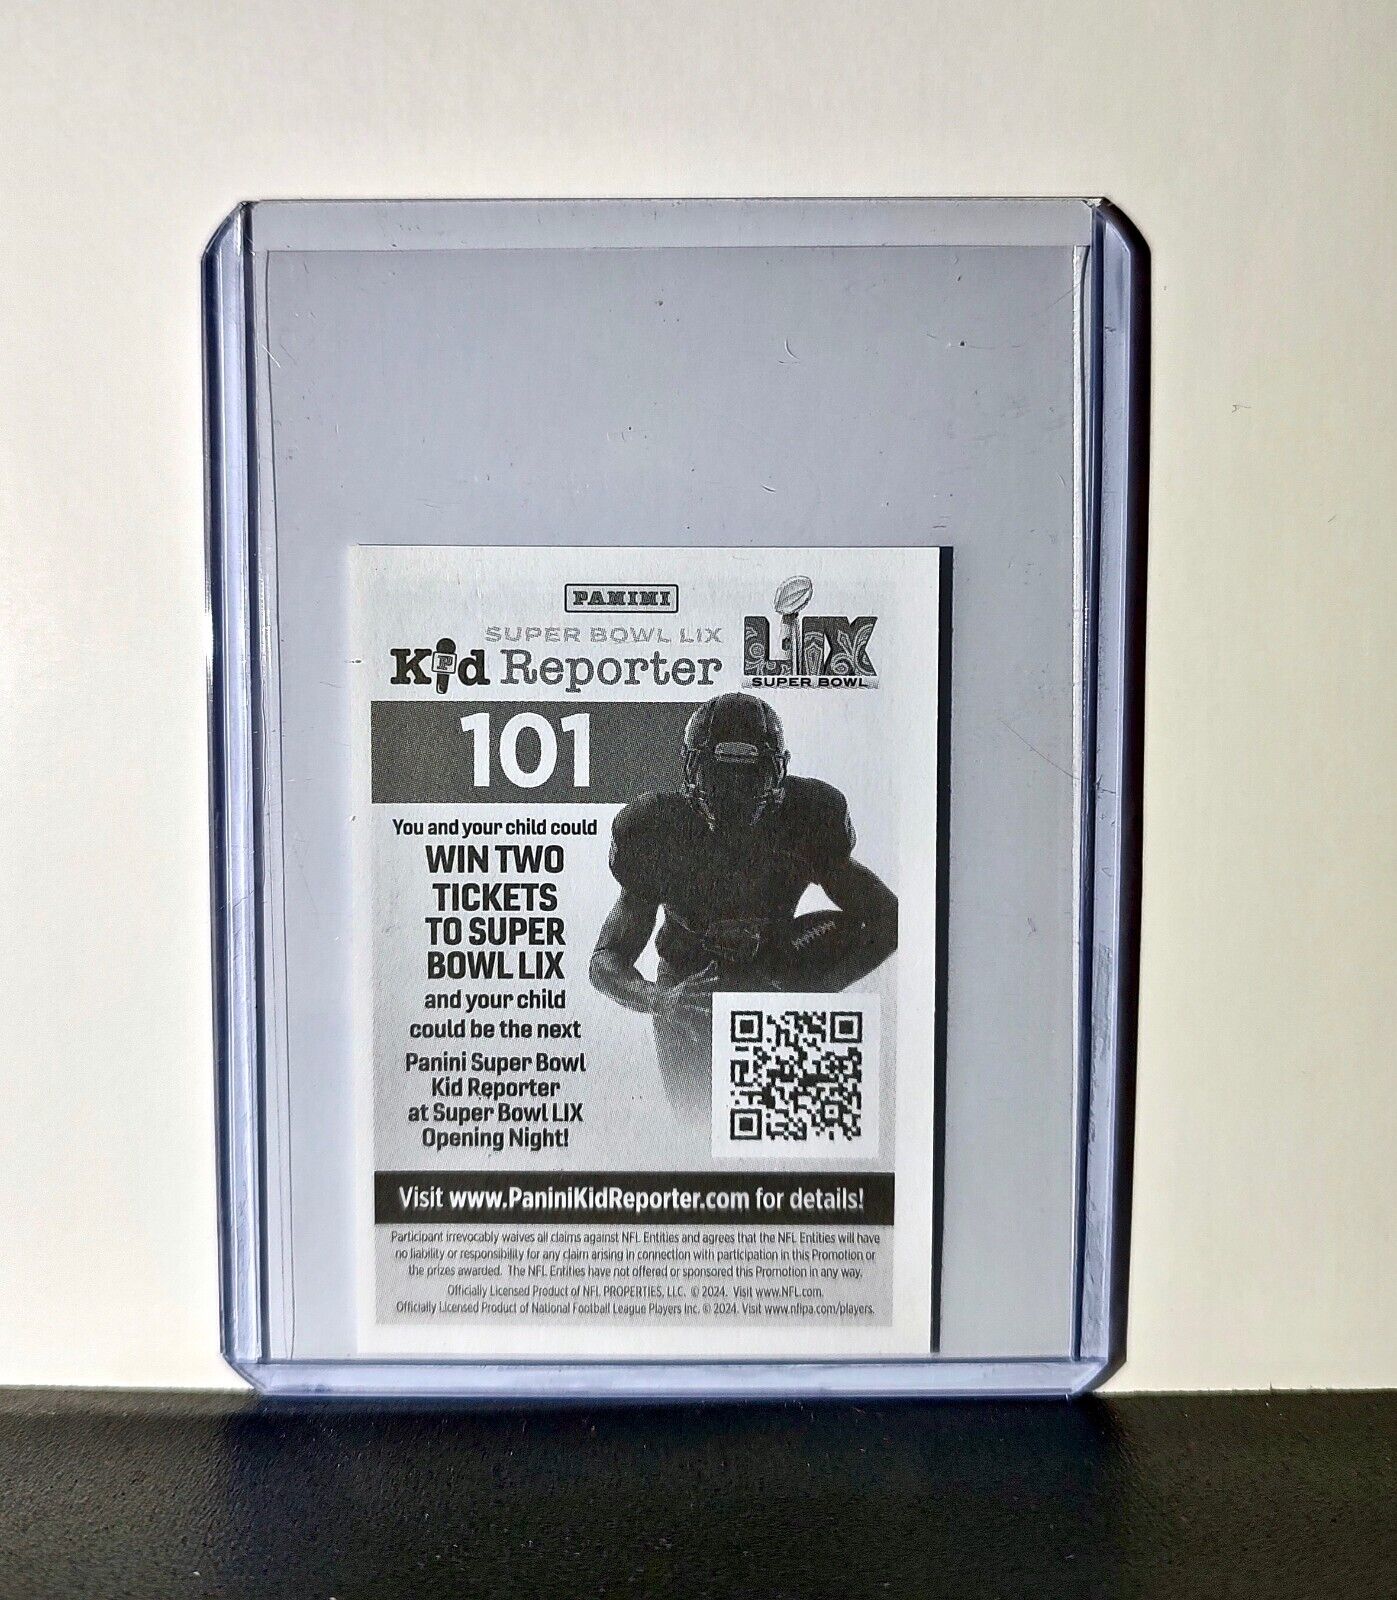 PANINI
SUPER BOWL LIX
Kid Reporter
P
LIX
SUPER BOWL
101
You and your child could
WIN TWO
TICKETS
TO SUPER
BOWL LIX
and your child
could be the next
Panini Super Bowl
Kid Reporter
at Super Bowl LIX
Opening Night!
Visit www.PaniniKidReporter.com for details!
Participant irrevocably waives all claims against NFL Entities and agrees that the NFL Entities will have
no liability or responsibility for any claim arising in connection with participation in this Promotion or
the prizes awarded. The NFL Entities have not offered or sponsored this Promotion in any way.
Officially Licensed Product of NFL PROPERTIES, LLC. © 2024. Visit www.NFL.com.
Officially Licensed Product of National Football League Players Inc. © 2024. Visit www.nflpa.com/players.